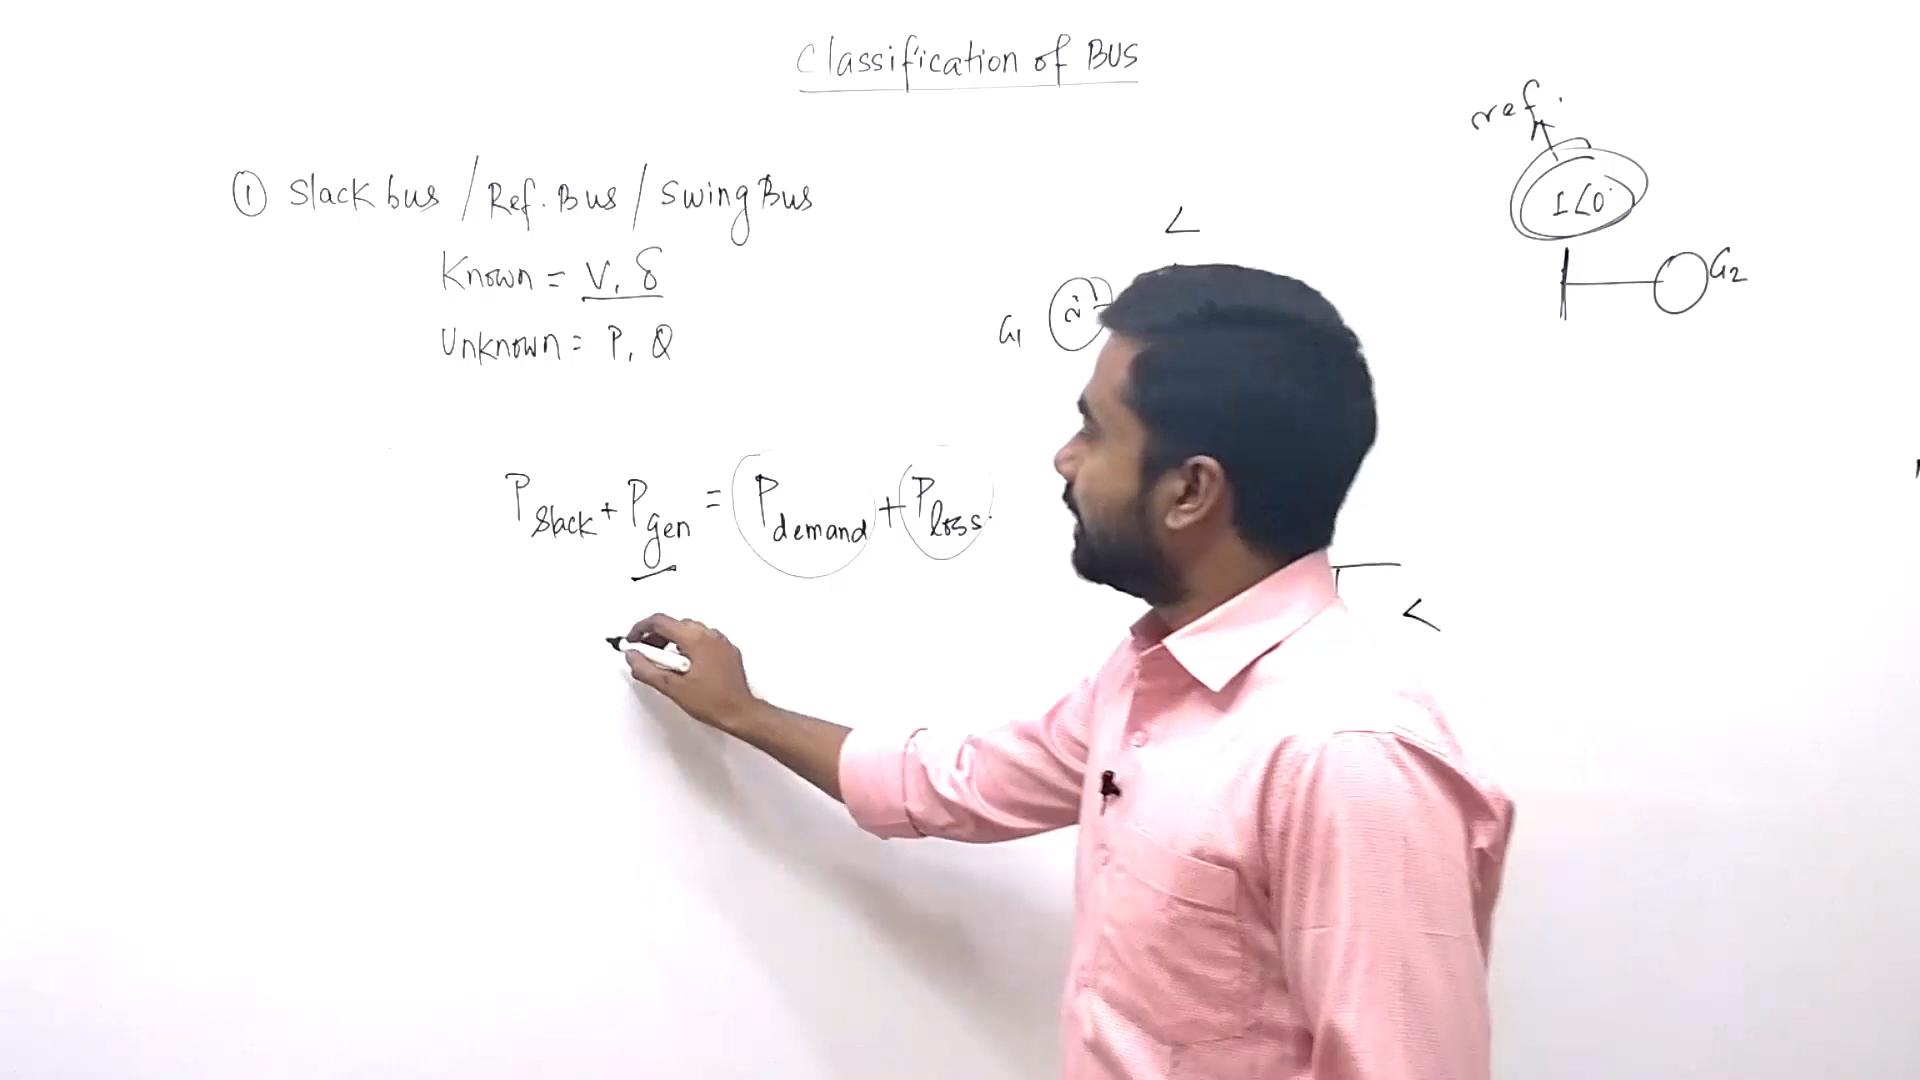 Classification of BUS
① Slack bus / Ref. Bus / Swing Bus
Known = V, δ
Unknown = P, Q
P slack + P gen = P demand + P loss.
ref.
1∠0°
G2
G1